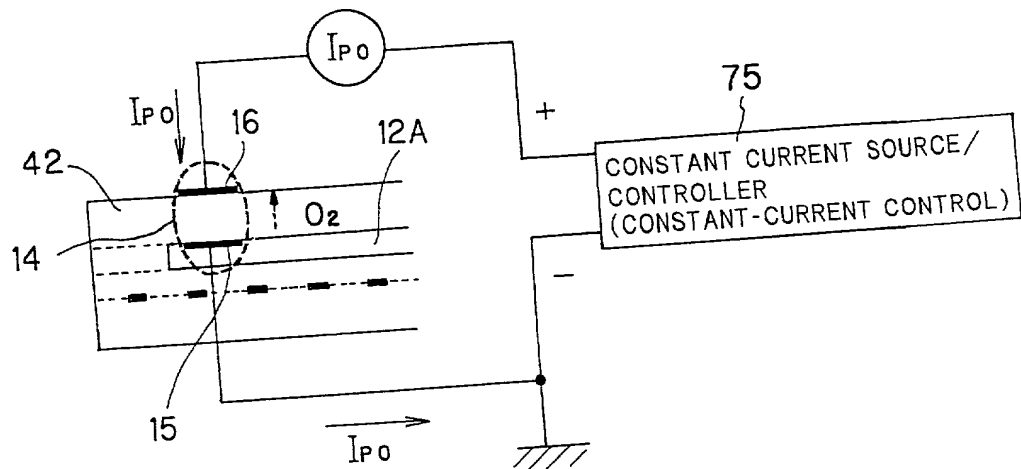 IPO
75
IPO
16
+
12A
42
CONSTANT CURRENT SOURCE/
CONTROLLER
(CONSTANT-CURRENT CONTROL)
O2
14
−
15
IPO